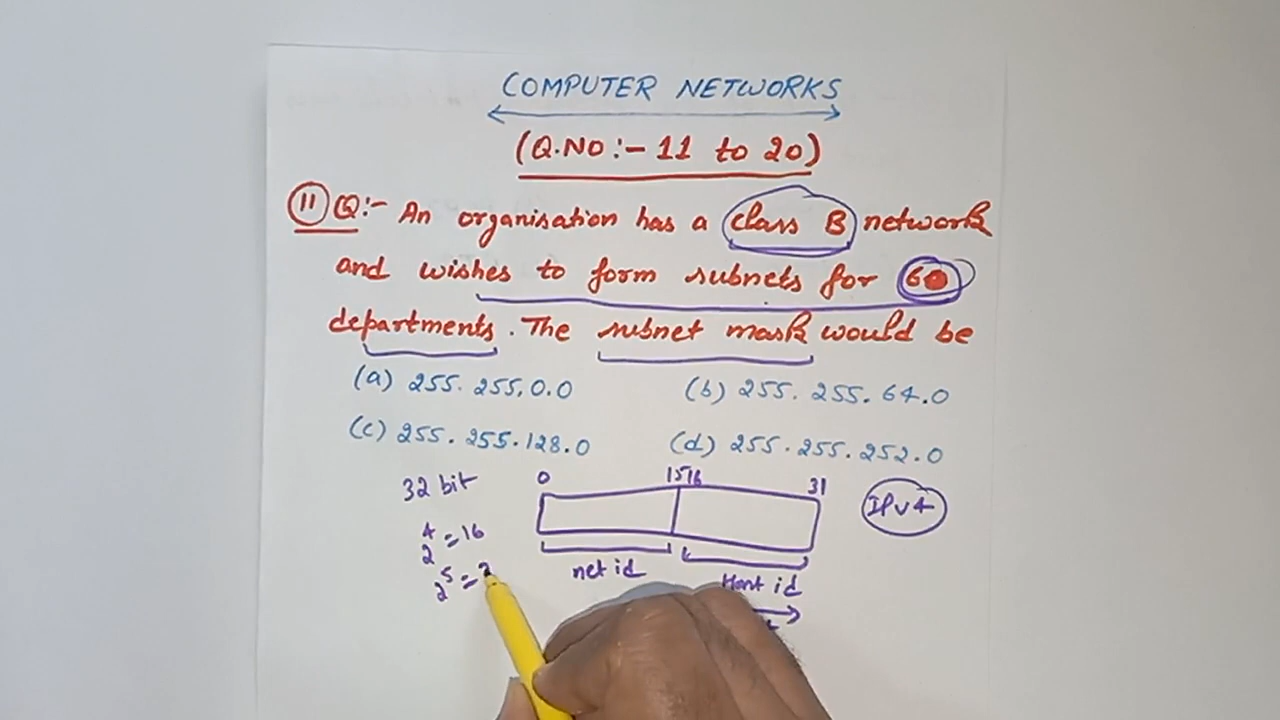 COMPUTER NETWORKS
(Q.NO:- 11 to 20)
11 Q:- An organisation has a class B network
and wishes to form subnets for 60
departments. The subnet mask would be
(a) 255. 255.0.0 (b) 255. 255. 64.0
(c) 255. 255.128.0 (d) 255. 255. 252.0
32 bit 0 15 16 31 IPv4
2^4 = 16
net id Host id
2^5 =